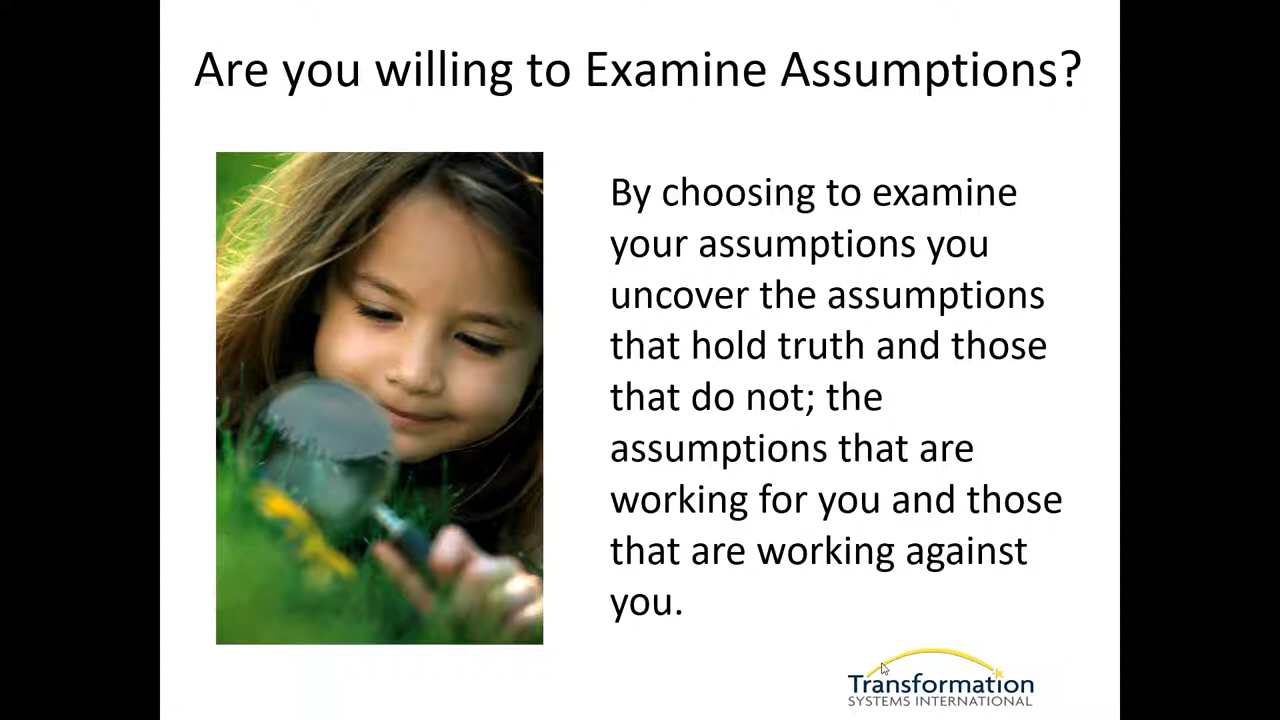 Are you willing to Examine Assumptions?
By choosing to examine
your assumptions you
uncover the assumptions
that hold truth and those
that do not; the
assumptions that are
working for you and those
that are working against
you.
Transformation
SYSTEMS INTERNATIONAL